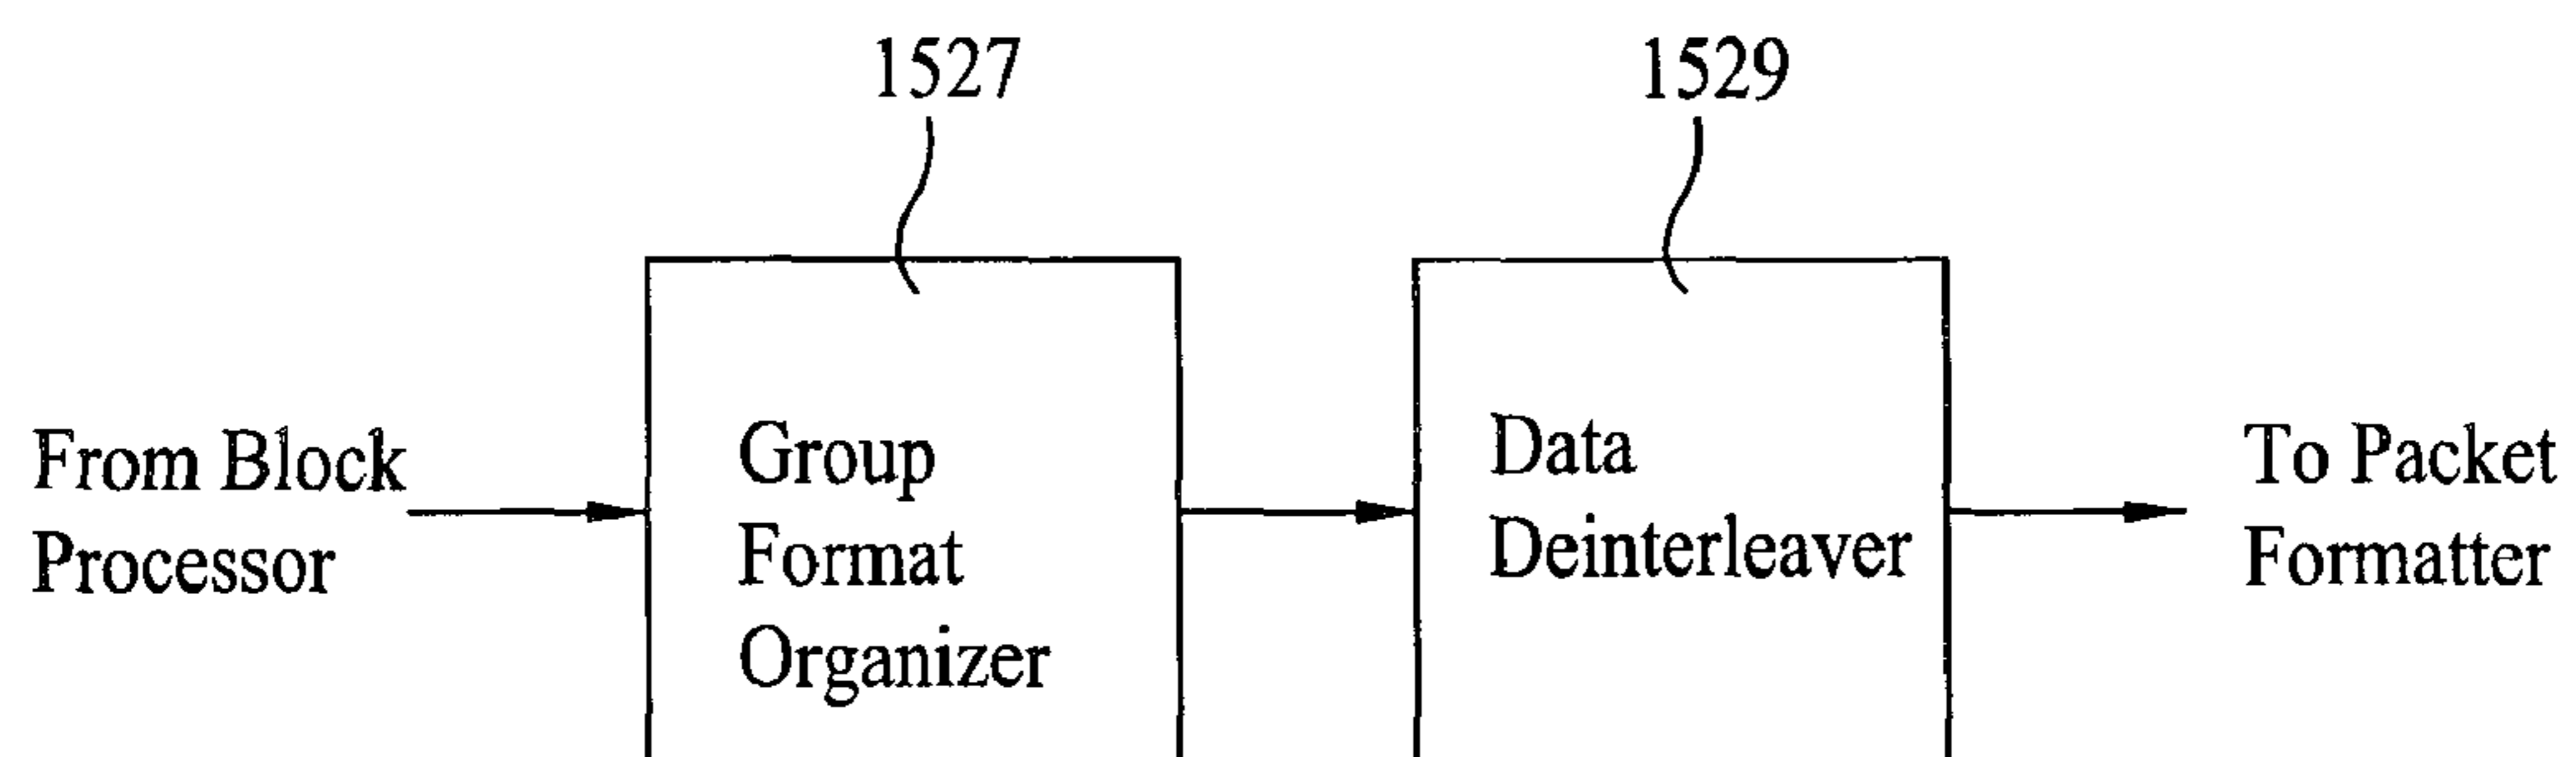 1527
1529
From Block
Processor
Group
Format
Organizer
Data
Deinterleaver
To Packet
Formatter